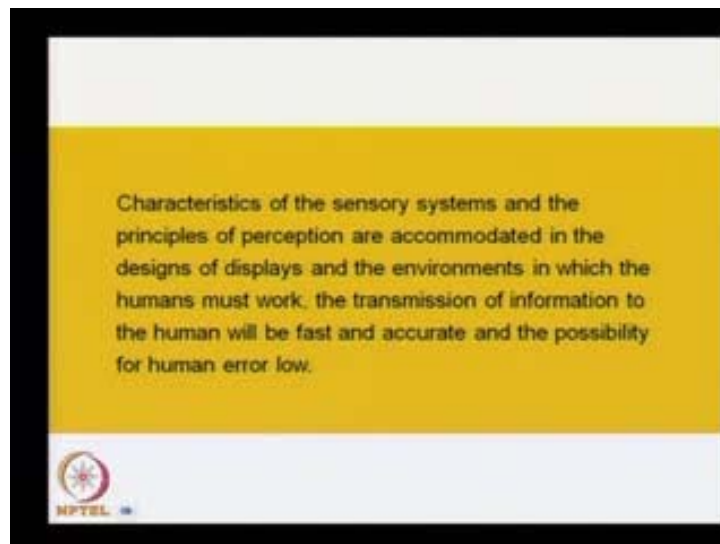 Characteristics of the sensory systems and the
principles of perception are accommodated in the
designs of displays and the environments in which the
humans must work, the transmission of information to
the human will be fast and accurate and the possibility
for human error low.
NPTEL